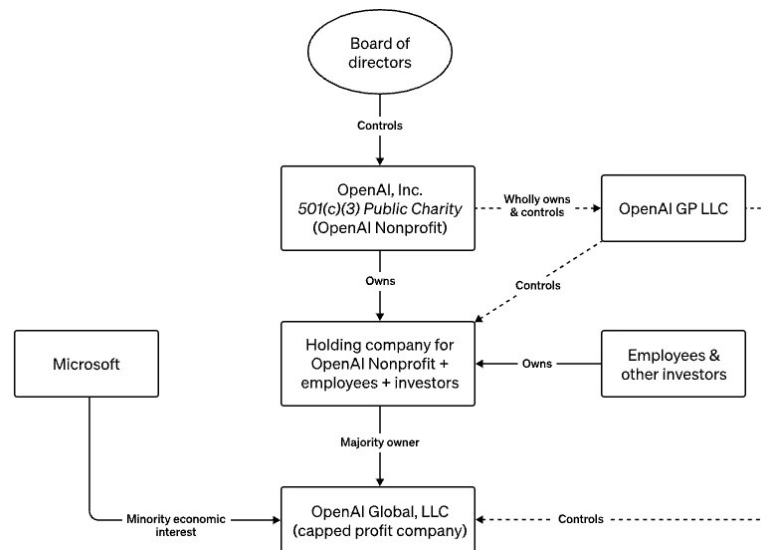 Board of
directors
Controls
OpenAI, Inc.
501(c)(3) Public Charity
(OpenAI Nonprofit)
Wholly owns
& controls
OpenAI GP LLC
Owns
Controls
Microsoft
Holding company for
OpenAI Nonprofit +
employees + investors
Owns
Employees &
other investors
Majority owner
Minority economic
interest
OpenAI Global, LLC
(capped profit company)
Controls